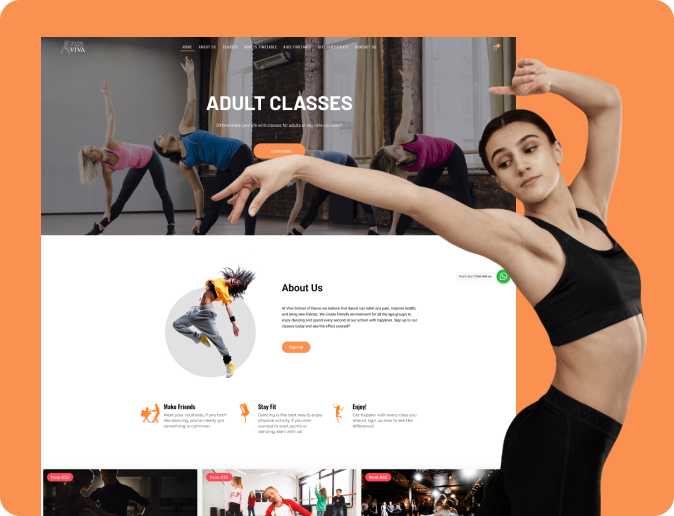 VIVA
HOME ABOUT US CLASSES ADULTS TIMETABLE KIDS TIMETABLE GIFT CERTIFICATE CONTACT US
ADULT CLASSES
Differentiate your life with classes for adults at any time you want!
LEARN MORE
Need Help? Chat with us
About Us
At Viva School of Dance we believe that dance can relief any pain, improve health,
and bring new friends. We create friendly environment for all the age groups to
enjoy dancing and spend every second at our school with happiness. Sign up to our
classes today and see the effect yourself!
Sign Up
Make Friends
Meet your soulmate, if you both
like dancing, you've clearly got
something in common.
Stay Fit
Dancing is the best way to enjoy
physical activity, if you ever
wanted to start sports or
dancing, start with us!
Enjoy!
Get happier with every class you
attend, sign up now to see the
difference!
from £50
from £50
from £50